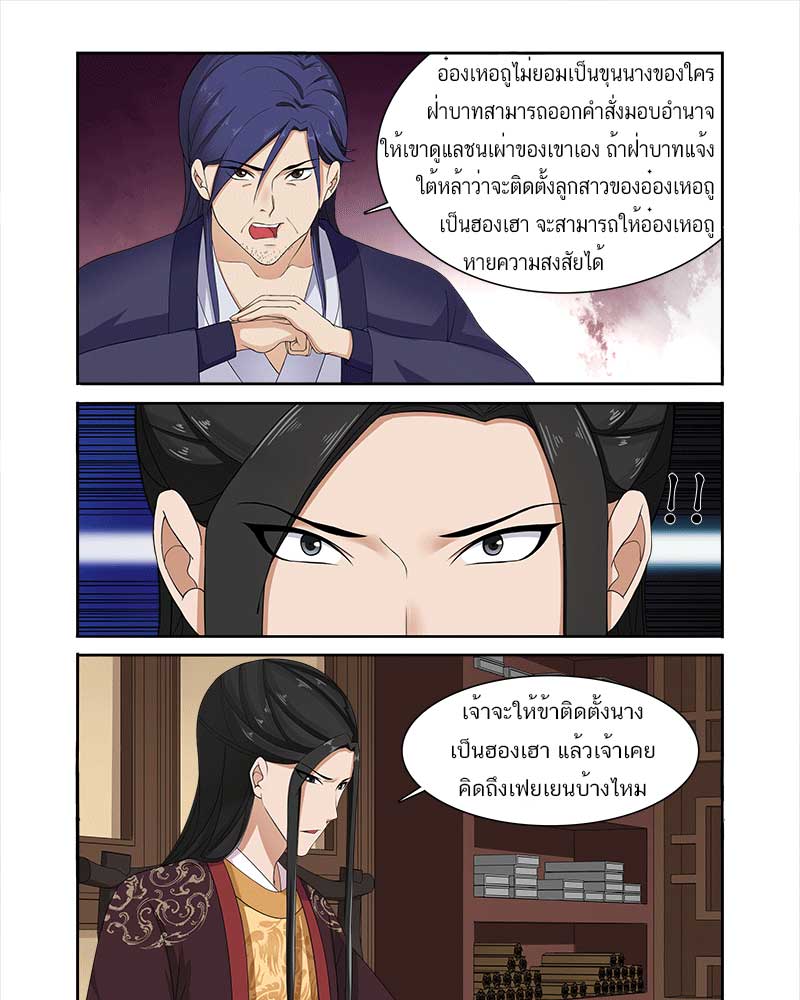 อ๋องเหอถูไม่ยอมเป็นขุนนางของใคร
ฝ่าบาทสามารถออกคำสั่งมอบอำนาจ
ให้เขาดูแลชนเผ่าของเขาเอง ถ้าฝ่าบาทแจ้ง
ใต้หล้าว่าจะติดตั้งลูกสาวของอ๋องเหอถู
เป็นฮองเฮา จะสามารถให้อ๋องเหอถู
หายความสงสัยได้
!!
เจ้าจะให้ข้าติดตั้งนาง
เป็นฮองเฮา แล้วเจ้าเคย
คิดถึงเฟยเยนบ้างไหม